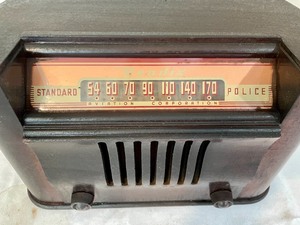 STANDARD 54 60 70 90 110 140 170 POLICE
AVIATION CORPORATION